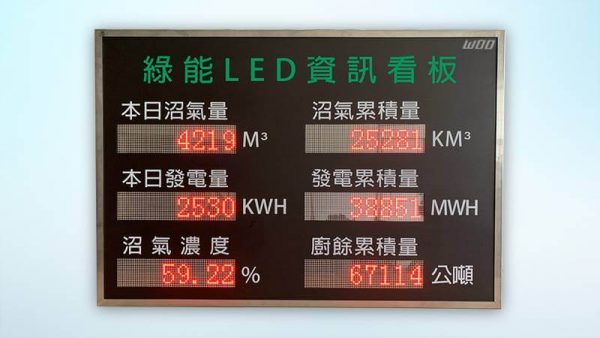 WOO
綠能LED資訊看板
本日沼氣量
4219 M³
沼氣累積量
25281 KM³
本日發電量
2530 KWH
發電累積量
38851 MWH
沼氣濃度
59.22 %
廚餘累積量
67114 公噸